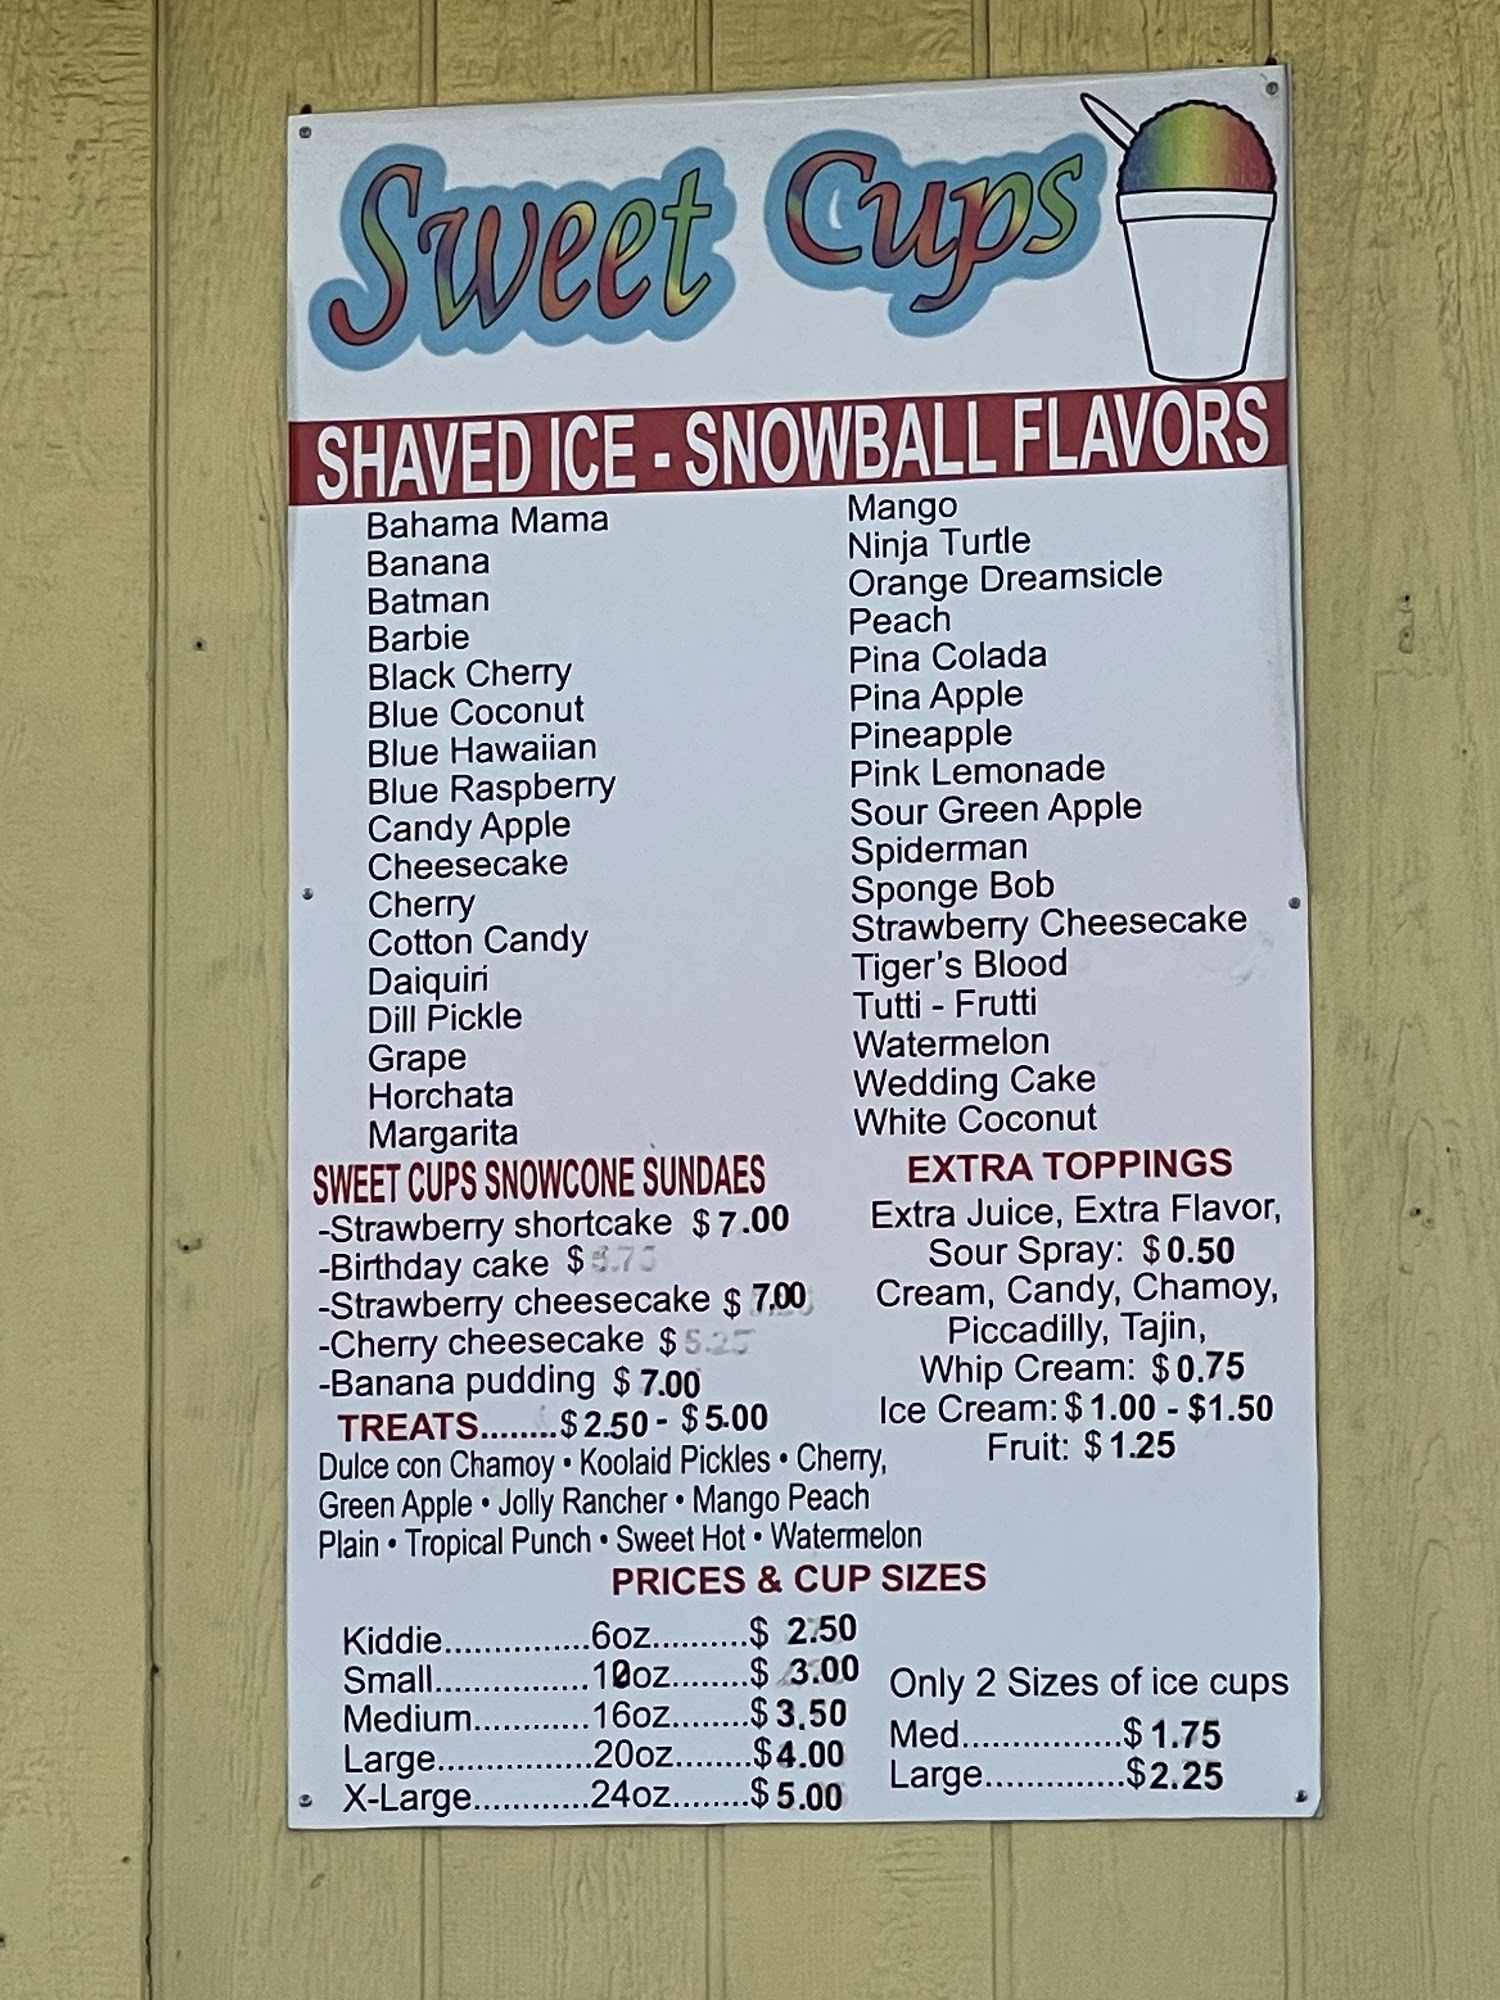 Sweet Cups
SHAVED ICE - SNOWBALL FLAVORS
Bahama Mama
Banana
Batman
Barbie
Black Cherry
Blue Coconut
Blue Hawaiian
Blue Raspberry
Candy Apple
Cheesecake
Cherry
Cotton Candy
Daiquiri
Dill Pickle
Grape
Horchata
Margarita
Mango
Ninja Turtle
Orange Dreamsicle
Peach
Pina Colada
Pina Apple
Pineapple
Pink Lemonade
Sour Green Apple
Spiderman
Sponge Bob
Strawberry Cheesecake
Tiger's Blood
Tutti - Frutti
Watermelon
Wedding Cake
White Coconut
SWEET CUPS SNOWCONE SUNDAES
-Strawberry shortcake $7.00
-Birthday cake $
-Strawberry cheesecake $ 7.00
-Cherry cheesecake $
-Banana pudding $ 7.00
TREATS........$2.50 - $5.00
Dulce con Chamoy • Koolaid Pickles • Cherry,
Green Apple • Jolly Rancher • Mango Peach
Plain • Tropical Punch • Sweet Hot • Watermelon
EXTRA TOPPINGS
Extra Juice, Extra Flavor,
Sour Spray: $0.50
Cream, Candy, Chamoy,
Piccadilly, Tajin,
Whip Cream: $0.75
Ice Cream: $1.00 - $1.50
Fruit: $1.25
PRICES & CUP SIZES
Kiddie...............6oz..........$ 2.50
Small................ $ 3.00
Medium............16oz........$3.50
Large................20oz........$4.00
X-Large............24oz........$5.00
Only 2 Sizes of ice cups
Med................$1.75
Large..............$2.25